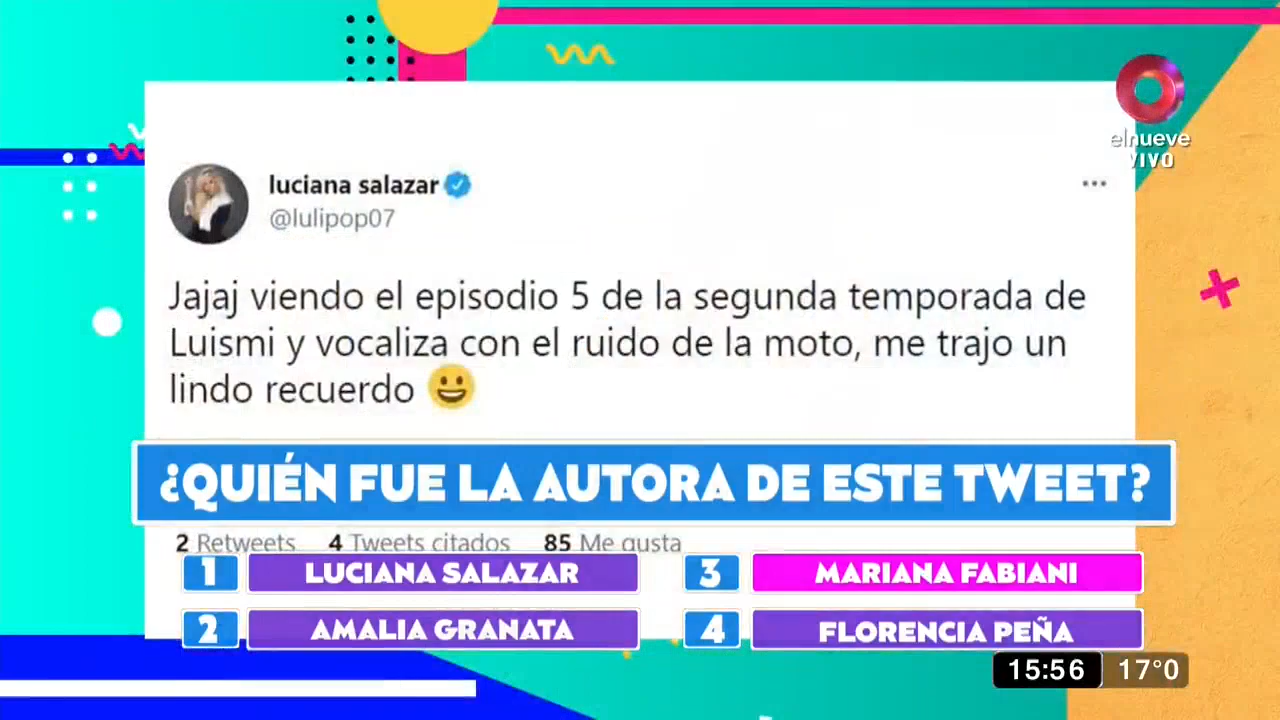 elnueve
VIVO
luciana salazar
@lulipop07
Jajaj viendo el episodio 5 de la segunda temporada de
Luismi y vocaliza con el ruido de la moto, me trajo un
lindo recuerdo 😀
¿QUIÉN FUE LA AUTORA DE ESTE TWEET?
2 Retweets 4 Tweets citados 85 Me gusta
1 LUCIANA SALAZAR
2 AMALIA GRANATA
3 MARIANA FABIANI
4 FLORENCIA PEÑA
15:56 17°0